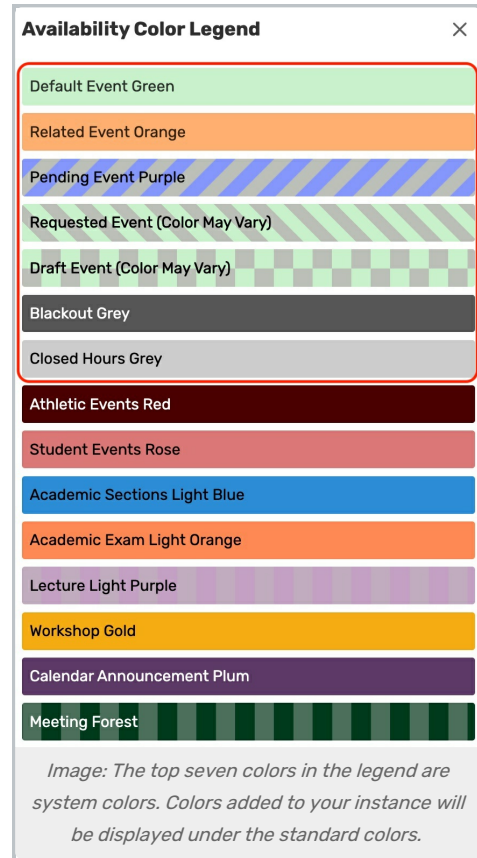 Availability Color Legend
Default Event Green
Related Event Orange
Pending Event Purple
Requested Event (Color May Vary)
Draft Event (Color May Vary)
Blackout Grey
Closed Hours Grey
Athletic Events Red
Student Events Rose
Academic Sections Light Blue
Academic Exam Light Orange
Lecture Light Purple
Workshop Gold
Calendar Announcement Plum
Meeting Forest
Image: The top seven colors in the legend are
system colors. Colors added to your instance will
be displayed under the standard colors.